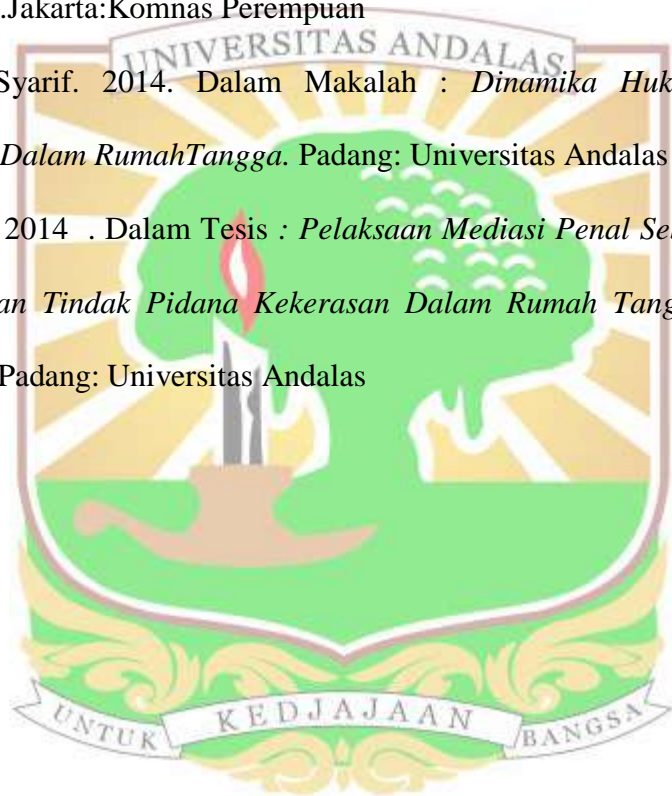 .Jakarta:Komnas Perempuan
UNIVERSITAS ANDALAS
Syarif. 2014. Dalam Makalah : Dinamika Huk
Dalam RumahTangga. Padang: Universitas Andalas
2014 . Dalam Tesis : Pelaksaan Mediasi Penal Se
an Tindak Pidana Kekerasan Dalam Rumah Tang
Padang: Universitas Andalas
UNTUK KEDJAJAAN BANGSA